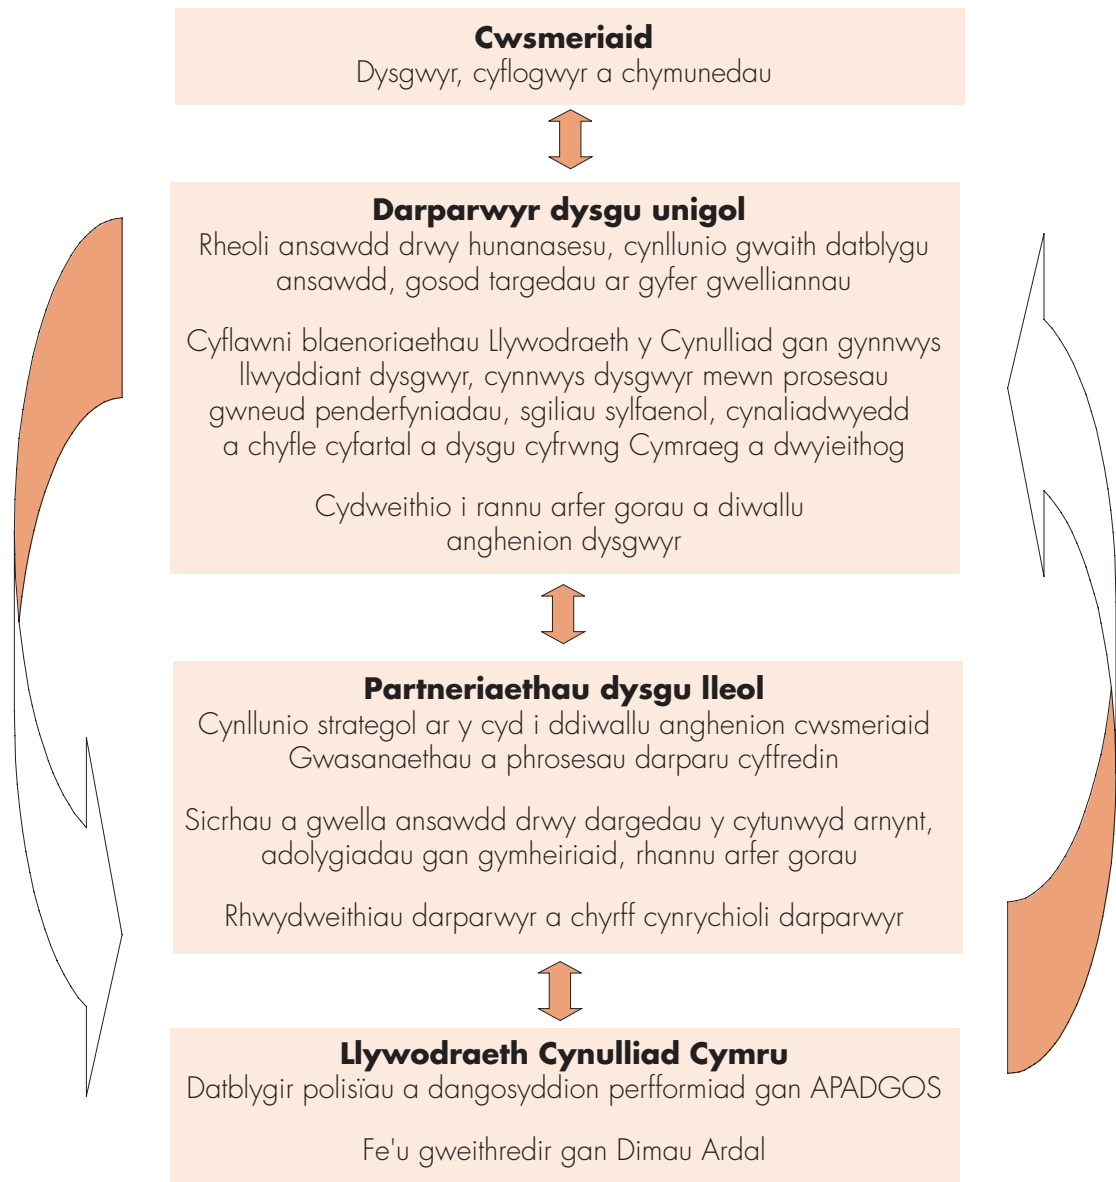 Cwsmeriaid
Dysgwyr, cyflogwyr a chymunedau
Darparwyr dysgu unigol
Rheoli ansawdd drwy hunanasesu, cynllunio gwaith datblygu
ansawdd, gosod targedau ar gyfer gwelliannau
Cyflawni blaenoriaethau Llywodraeth y Cynulliad gan gynnwys
llwyddiant dysgwyr, cynnwys dysgwyr mewn prosesau
gwneud penderfyniadau, sgiliau sylfaenol, cynaliadwyedd
a chyfle cyfartal a dysgu cyfrwng Cymraeg a dwyieithog
Cydweithio i rannu arfer gorau a diwallu
anghenion dysgwyr
Partneriaethau dysgu lleol
Cynllunio strategol ar y cyd i ddiwallu anghenion cwsmeriaid
Gwasanaethau a phrosesau darparu cyffredin
Sicrhau a gwella ansawdd drwy dargedau y cytunwyd arnynt,
adolygiadau gan gymheiriaid, rhannu arfer gorau
Rhwydweithiau darparwyr a chyrff cynrychioli darparwyr
Llywodraeth Cynulliad Cymru
Datblygir polisïau a dangosyddion perfformiad gan APADGOS
Fe'u gweithredir gan Dimau Ardal